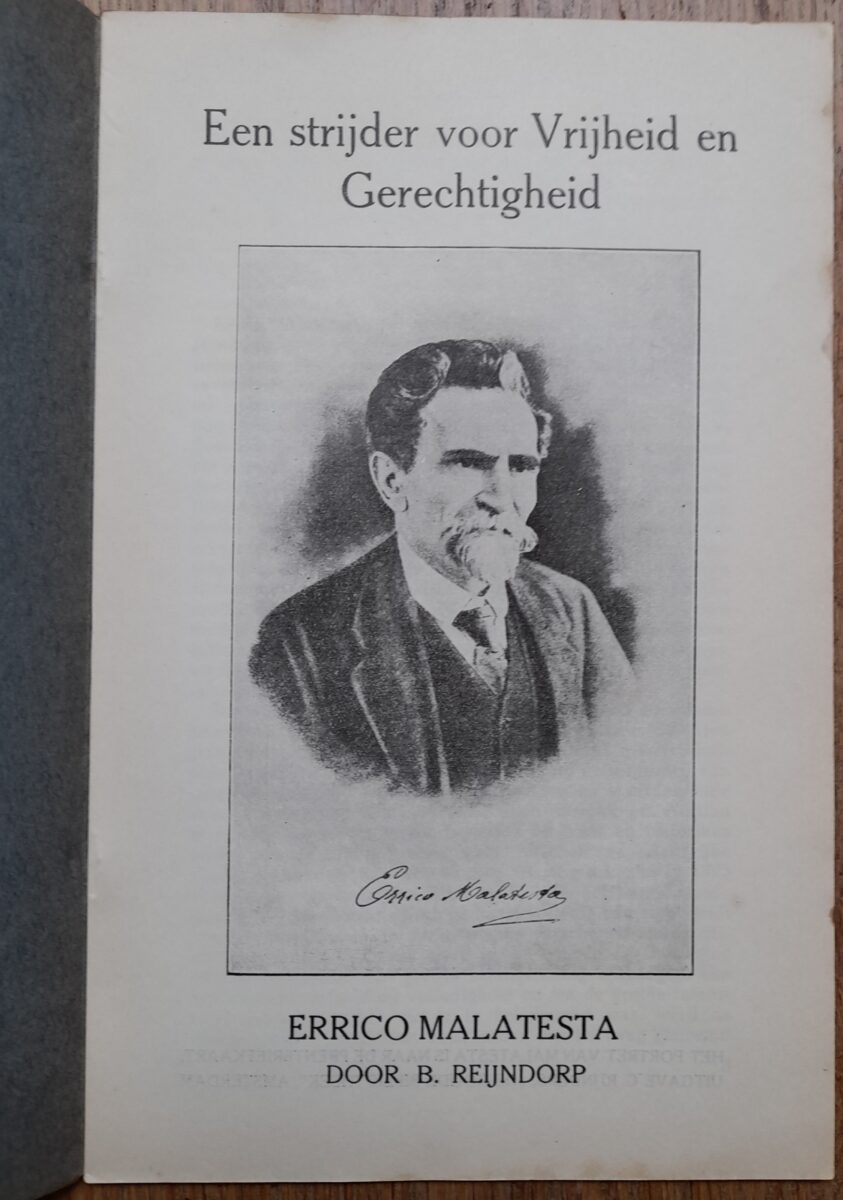 Een strijder voor Vrijheid en
Gerechtigheid
Errico Malatesta
ERRICO MALATESTA
DOOR B. REIJNDORP